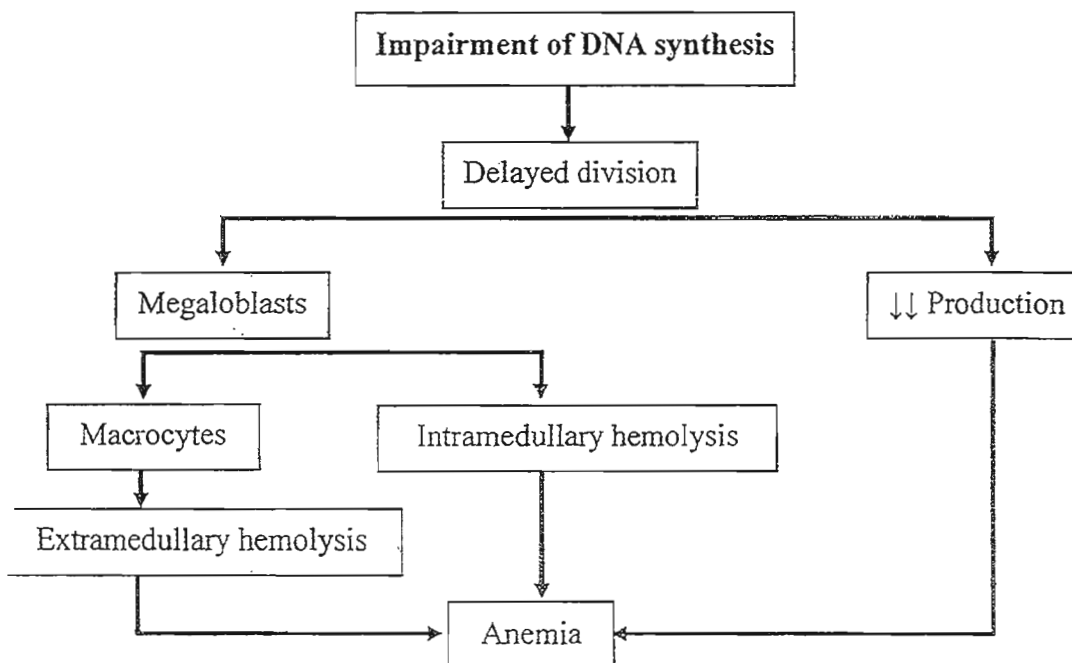 Impairment of DNA synthesis
Delayed division
Megaloblasts
↓↓ Production
Macrocytes
Intramedullary hemolysis
Extramedullary hemolysis
Anemia